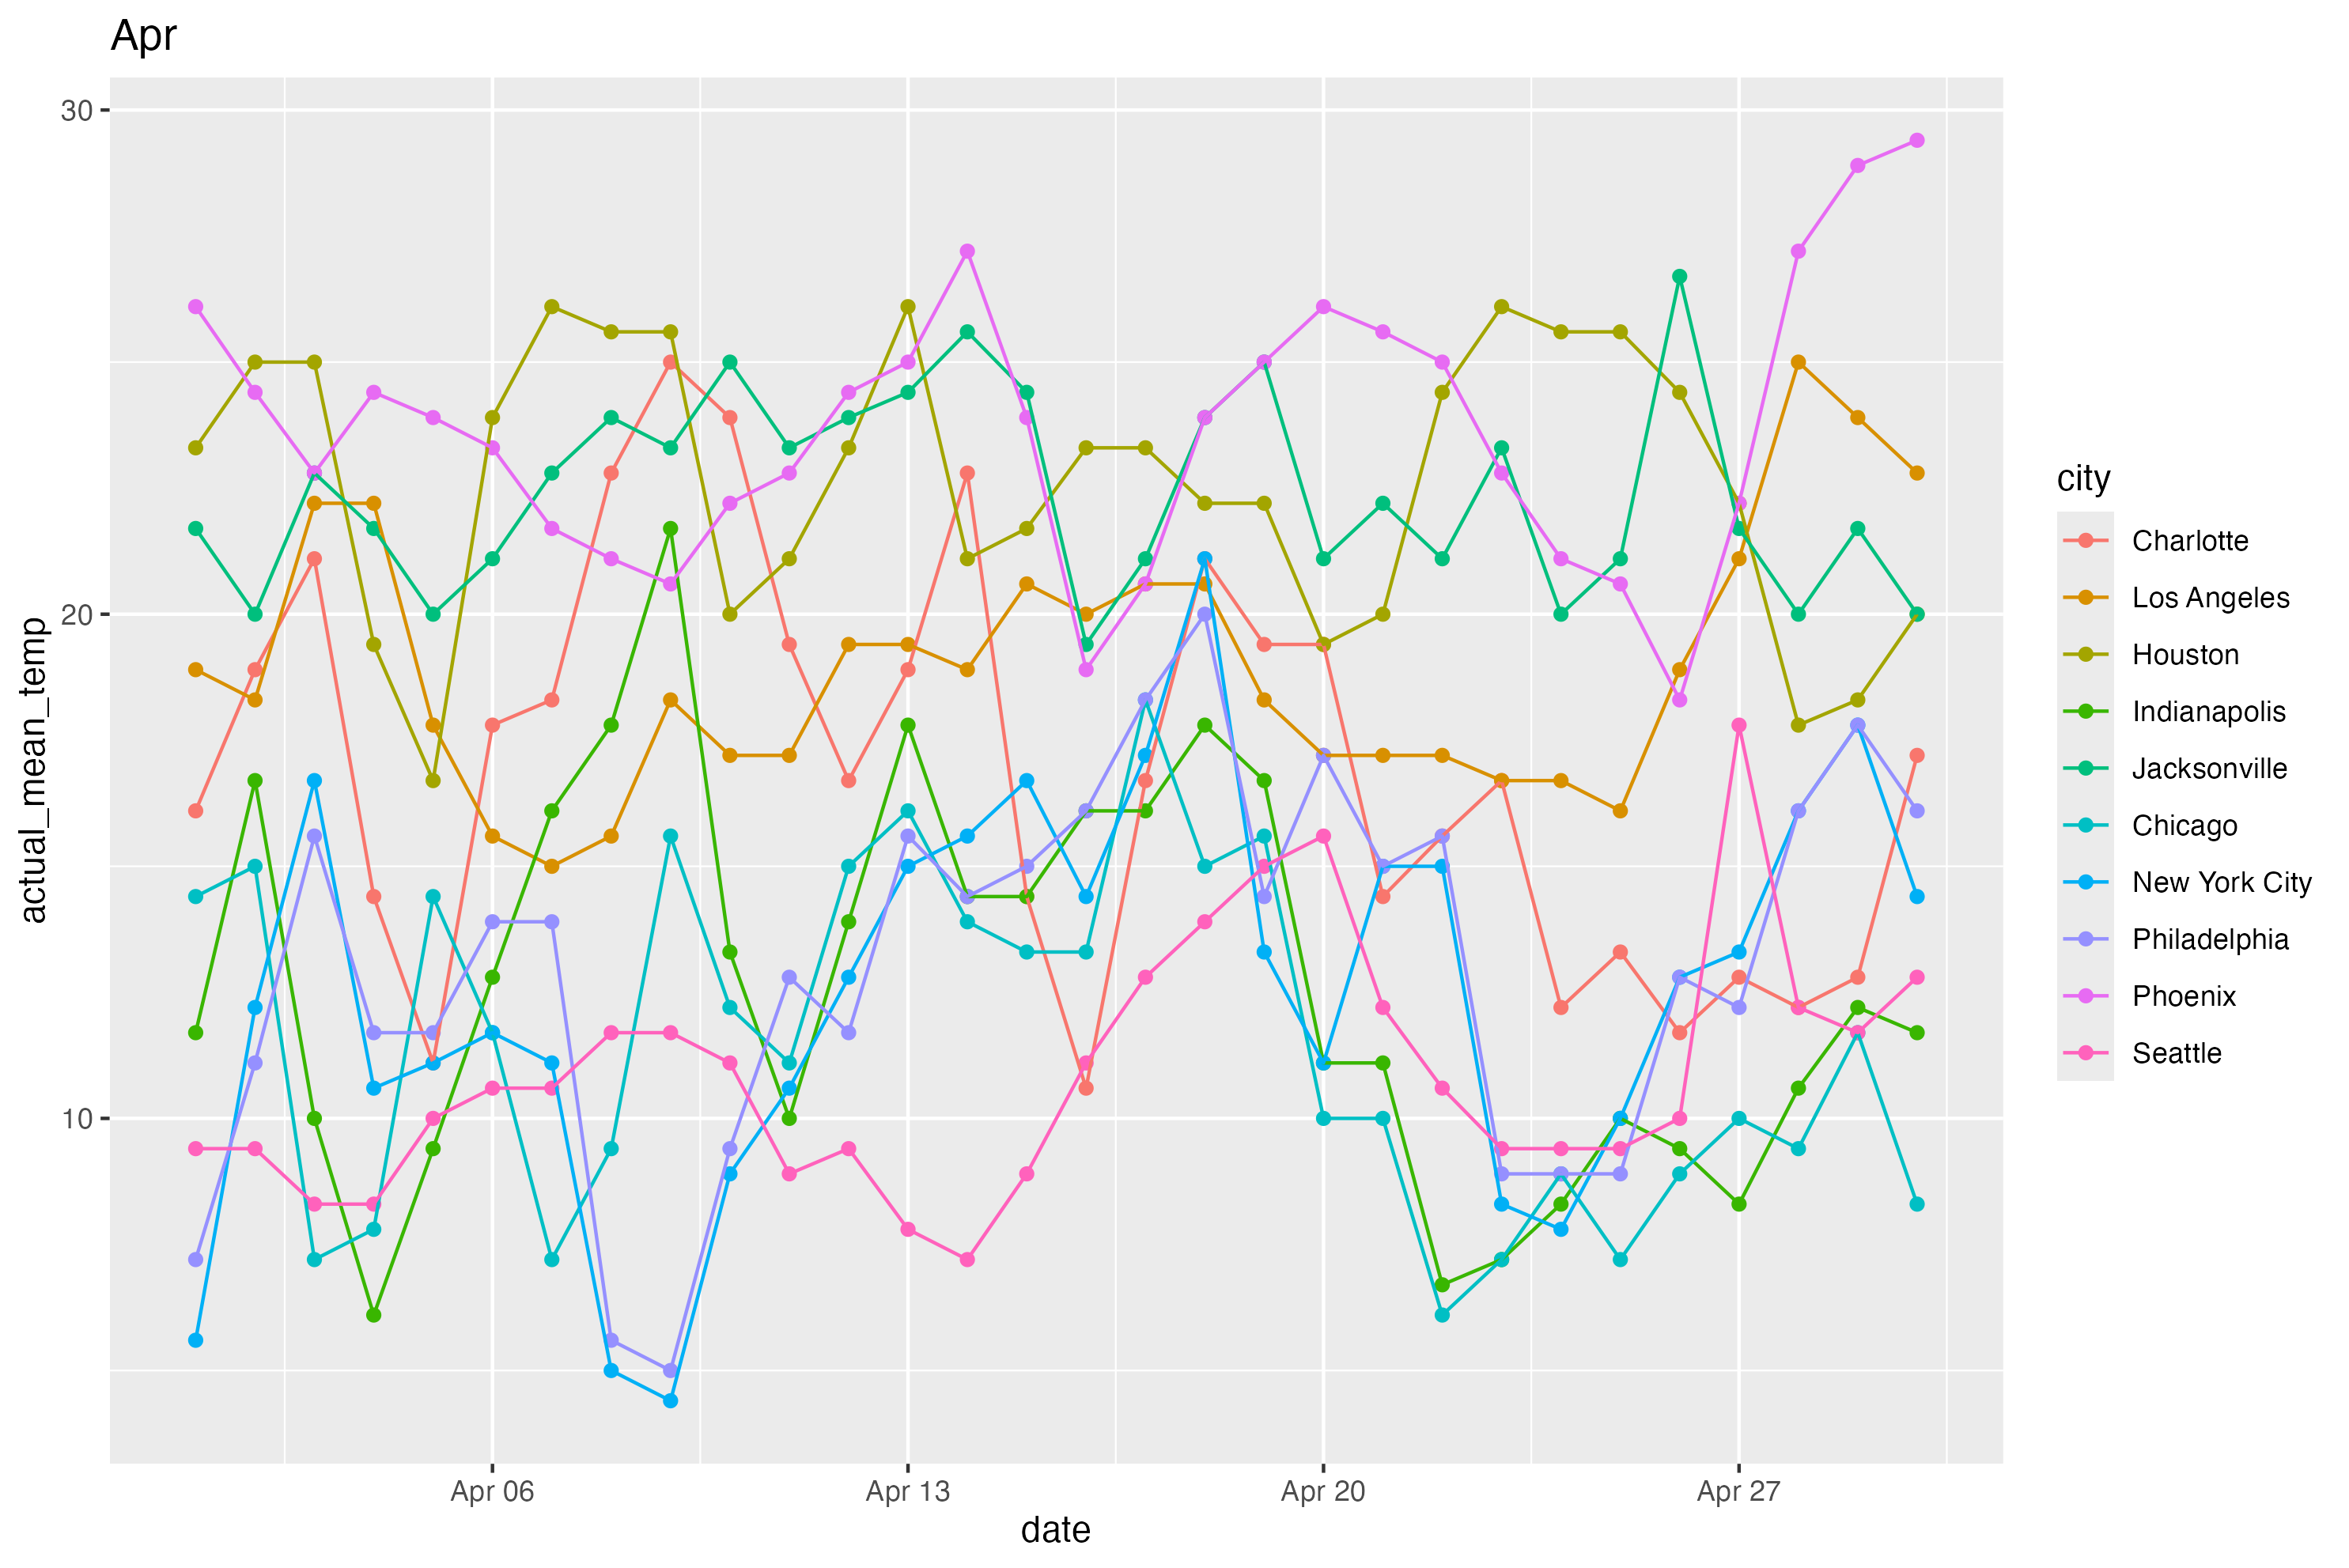 Apr
30
20
10
actual_mean_temp
Apr 06
Apr 13
Apr 20
Apr 27
date
city
Charlotte
Los Angeles
Houston
Indianapolis
Jacksonville
Chicago
New York City
Philadelphia
Phoenix
Seattle